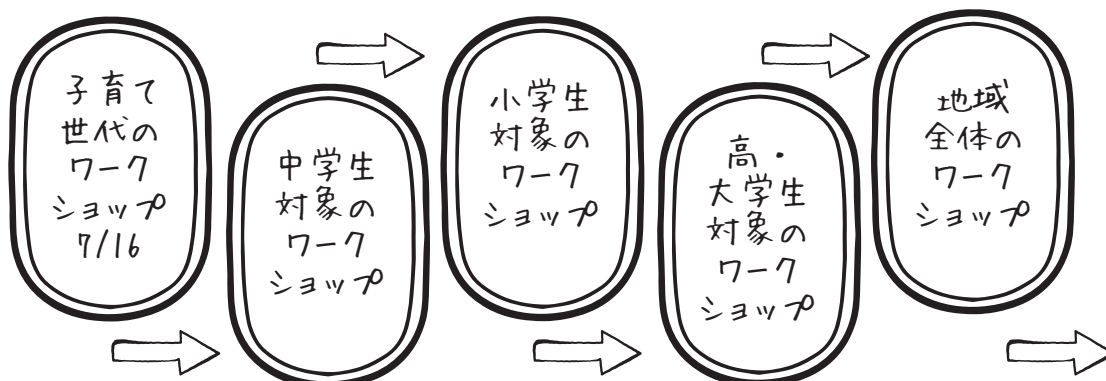 子育て
世代の
ワーク
ショップ
7/16
中学生
対象の
ワーク
ショップ
小学生
対象の
ワーク
ショップ
高・
大学生
対象の
ワーク
ショップ
地域
全体の
ワーク
ショップ